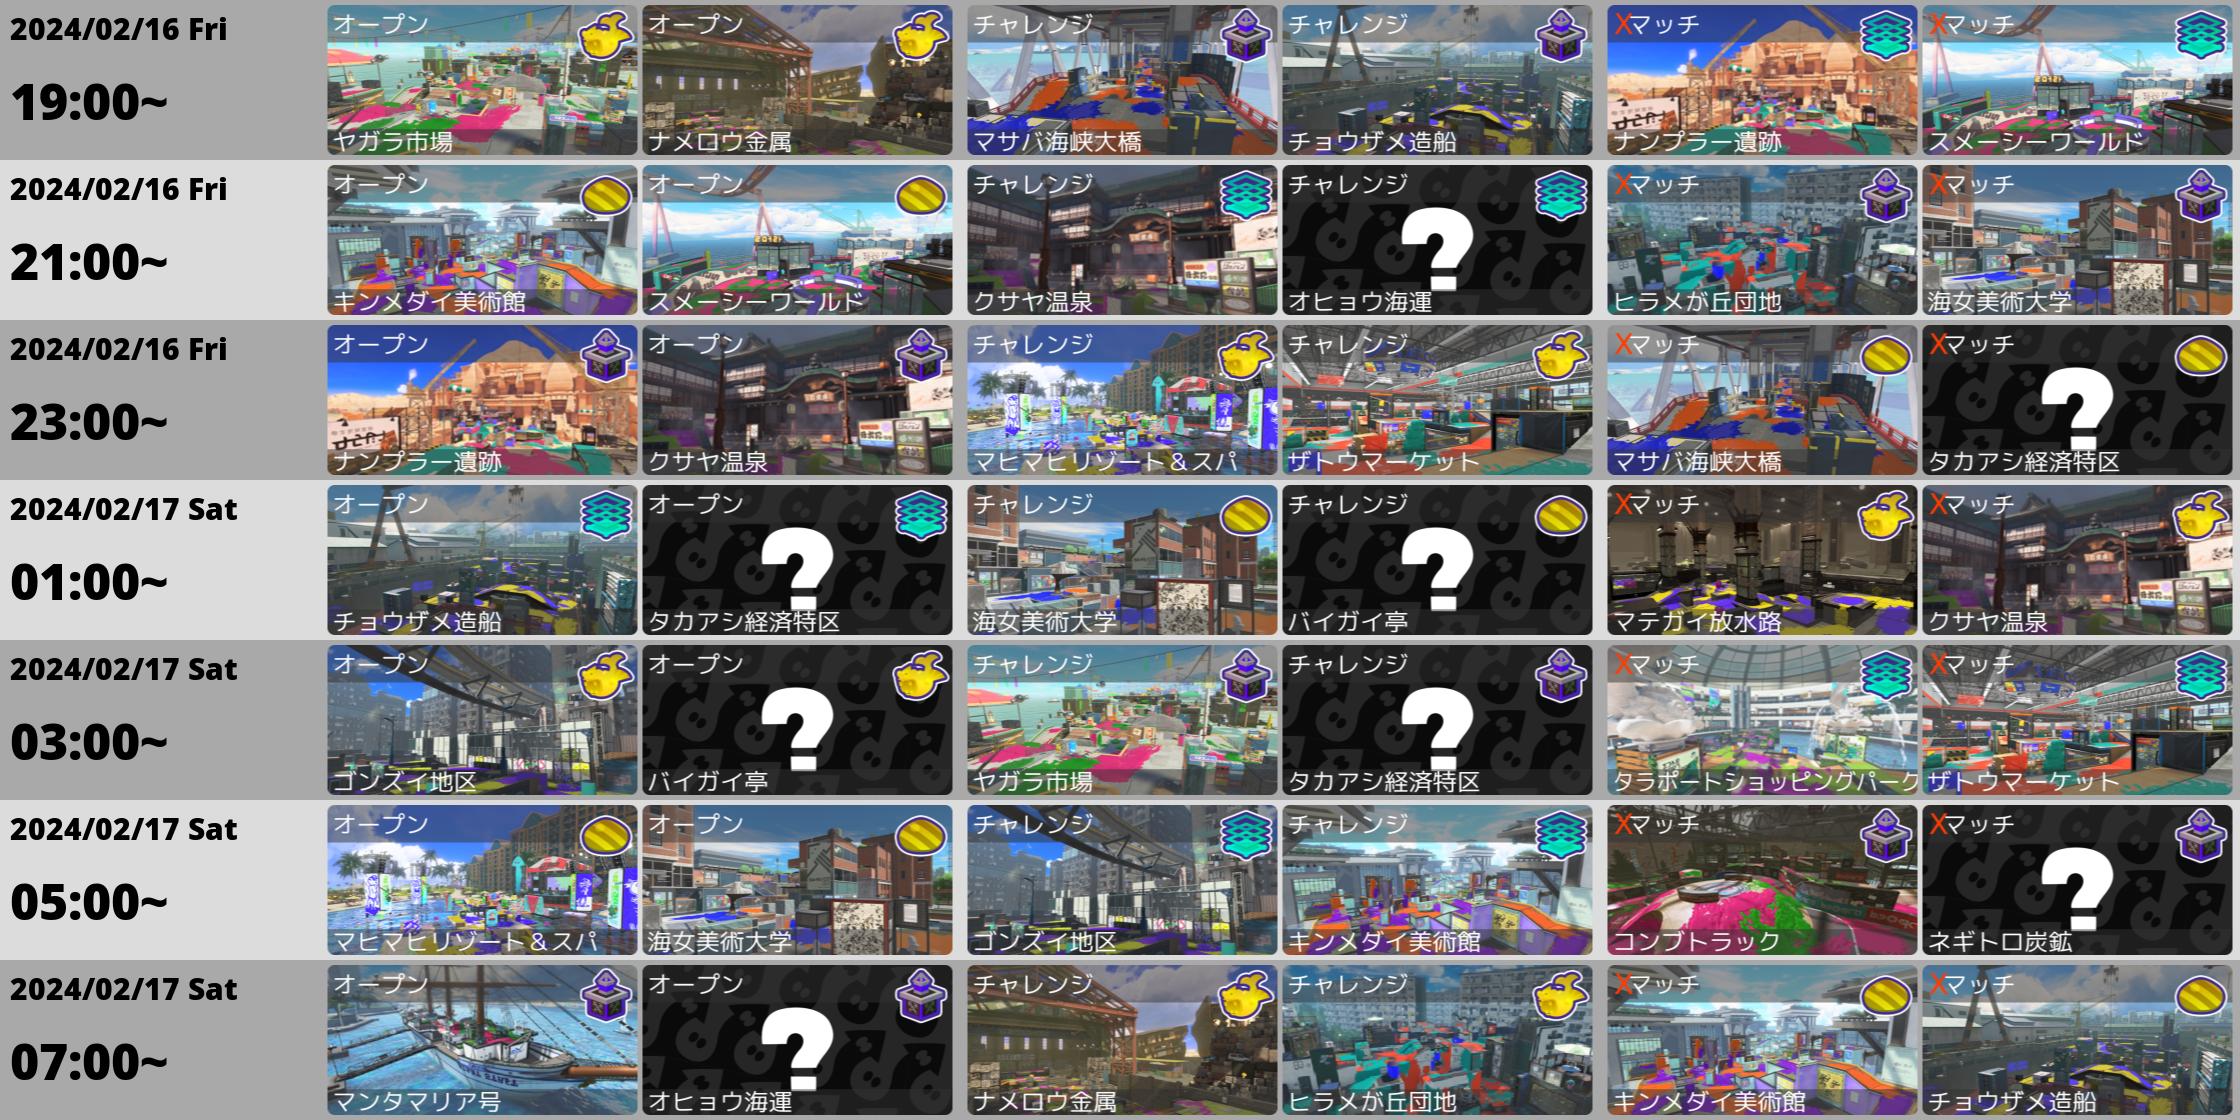 2024/02/16 Fri
19:00~
オープン
ヤガラ市場
オープン
ナメロウ金属
チャレンジ
マサバ海峡大橋
チャレンジ
チョウザメ造船
Xマッチ
ナンプラー遺跡
Xマッチ
スメーシーワールド
2024/02/16 Fri
21:00~
オープン
キンメダイ美術館
オープン
スメーシーワールド
チャレンジ
クサヤ温泉
チャレンジ
?
オヒョウ海運
Xマッチ
ヒラメが丘団地
Xマッチ
海女美術大学
2024/02/16 Fri
23:00~
オープン
ナンプラー遺跡
オープン
クサヤ温泉
チャレンジ
マヒマヒリゾート&スパ
チャレンジ
ザトウマーケット
Xマッチ
マサバ海峡大橋
Xマッチ
?
タカアシ経済特区
2024/02/17 Sat
01:00~
オープン
チョウザメ造船
オープン
?
タカアシ経済特区
チャレンジ
海女美術大学
チャレンジ
?
バイガイ亭
Xマッチ
マテガイ放水路
Xマッチ
クサヤ温泉
2024/02/17 Sat
03:00~
オープン
ゴンズイ地区
オープン
?
バイガイ亭
チャレンジ
ヤガラ市場
チャレンジ
?
タカアシ経済特区
Xマッチ
タラポートショッピングパーク
Xマッチ
ザトウマーケット
2024/02/17 Sat
05:00~
オープン
マヒマヒリゾート&スパ
オープン
海女美術大学
チャレンジ
ゴンズイ地区
チャレンジ
キンメダイ美術館
Xマッチ
コンブトラック
Xマッチ
?
ネギトロ炭鉱
2024/02/17 Sat
07:00~
オープン
マンタマリア号
オープン
?
オヒョウ海運
チャレンジ
ナメロウ金属
チャレンジ
ヒラメが丘団地
Xマッチ
キンメダイ美術館
Xマッチ
チョウザメ造船